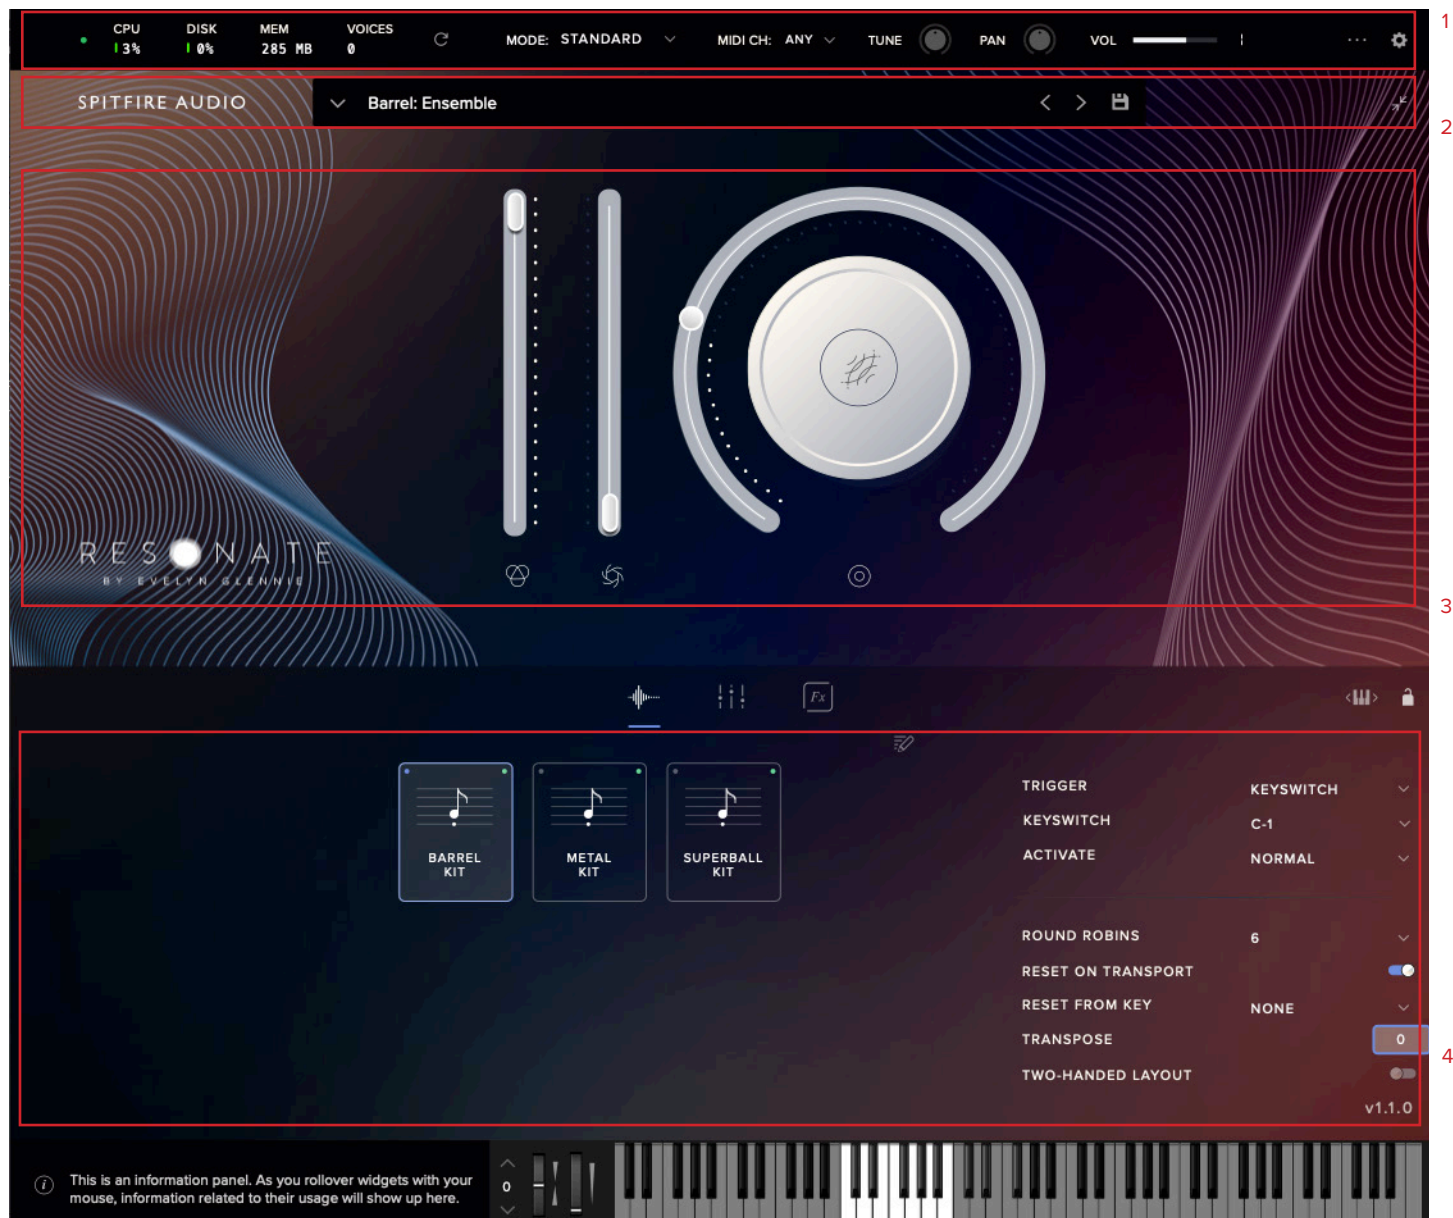 CPU DISK MEM VOICES
3% 0% 285 MB 0
MODE: STANDARD MIDI CH: ANY TUNE PAN VOL
1
SPITFIRE AUDIO Barrel: Ensemble
2
RESONATE
BY EVELYN GLENNIE
3
Fx
BARREL
KIT
METAL
KIT
SUPERBALL
KIT
TRIGGER KEYSWITCH
KEYSWITCH C-1
ACTIVATE NORMAL
ROUND ROBINS 6
RESET ON TRANSPORT
RESET FROM KEY NONE
TRANSPOSE 0
4
TWO-HANDED LAYOUT
v1.1.0
i This is an information panel. As you rollover widgets with your
mouse, information related to their usage will show up here.
0